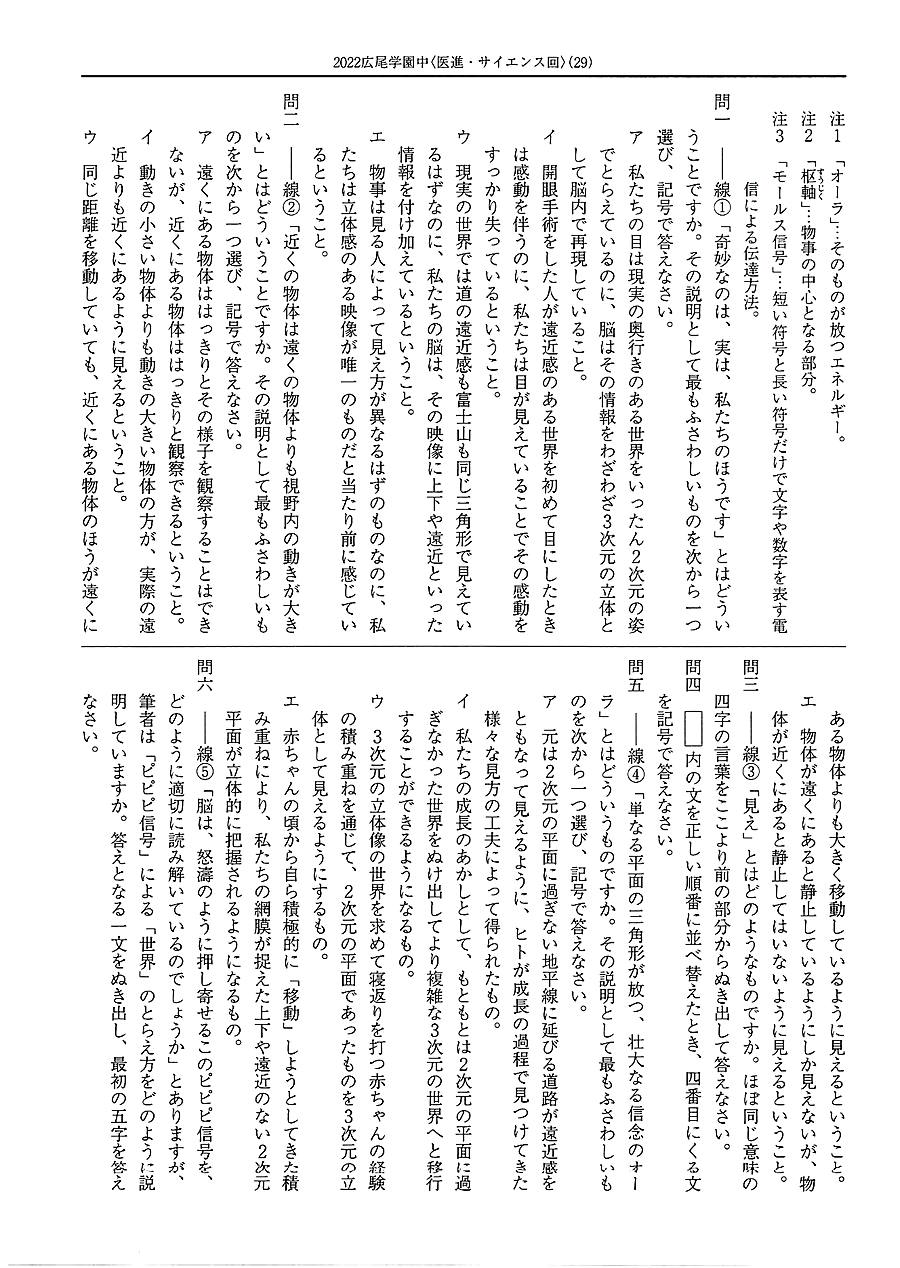 2022広尾学園中〈医進・サイエンス回〉(29)
注1 「オーラ」…そのものが放つエネルギー。
注2 「枢軸」…物事の中心となる部分。
すうじく
注3 「モールス信号」…短い符号と長い符号だけで文字や数字を表す電
信による伝達方法。
問一 ――線①「奇妙なのは、実は、私たちのほうです」とはどうい
うことですか。その説明として最もふさわしいものを次から一つ
選び、記号で答えなさい。
ア 私たちの目は現実の奥行きのある世界をいったん2次元の姿
でとらえているのに、脳はその情報をわざわざ3次元の立体と
して脳内で再現していること。
イ 開眼手術をした人が遠近感のある世界を初めて目にしたとき
は感動を伴うのに、私たちは目が見えていることでその感動を
すっかり失っているということ。
ウ 現実の世界では道の遠近感も富士山も同じ三角形で見えてい
るはずなのに、私たちの脳は、その映像に上下や遠近といった
情報を付け加えているということ。
エ 物事は見る人によって見え方が異なるはずのものなのに、私
たちは立体感のある映像が唯一のものだと当たり前に感じてい
るということ。
問二 ――線②「近くの物体は遠くの物体よりも視野内の動きが大き
い」とはどういうことですか。その説明として最もふさわしいも
のを次から一つ選び、記号で答えなさい。
ア 遠くにある物体ははっきりとその様子を観察することはでき
ないが、近くにある物体ははっきりと観察できるということ。
イ 動きの小さい物体よりも動きの大きい物体の方が、実際の遠
近よりも近くにあるように見えるということ。
ウ 同じ距離を移動していても、近くにある物体のほうが遠くに
ある物体よりも大きく移動しているように見えるということ。
エ 物体が遠くにあると静止しているようにしか見えないが、物
体が近くにあると静止してはいないように見えるということ。
問三 ――線③「見え」とはどのようなものですか。ほぼ同じ意味の
四字の言葉をここより前の部分からぬき出して答えなさい。
問四 □内の文を正しい順番に並べ替えたとき、四番目にくる文
を記号で答えなさい。
問五 ――線④「単なる平面の三角形が放つ、壮大なる信念のオー
ラ」とはどういうものですか。その説明として最もふさわしいも
のを次から一つ選び、記号で答えなさい。
ア 元は2次元の平面に過ぎない地平線に延びる道路が遠近感を
ともなって見えるように、ヒトが成長の過程で見つけてきた
様々な見方の工夫によって得られたもの。
イ 私たちの成長のあかしとして、もともとは2次元の平面に過
ぎなかった世界をぬけ出してより複雑な3次元の世界へと移行
することができるようになるもの。
ウ 3次元の立体像の世界を求めて寝返りを打つ赤ちゃんの経験
の積み重ねを通じて、2次元の平面であったものを3次元の立
体として見えるようにするもの。
エ 赤ちゃんの頃から自ら積極的に「移動」しようとしてきた積
み重ねにより、私たちの網膜が捉えた上下や遠近のない2次元
平面が立体的に把握されるようになるもの。
問六 ――線⑤「脳は、怒濤のように押し寄せるこのピピピ信号を、
どのように適切に読み解いているのでしょうか」とありますが、
筆者は「ピピピ信号」による「世界」のとらえ方をどのように説
明していますか。答えとなる一文をぬき出し、最初の五字を答え
なさい。